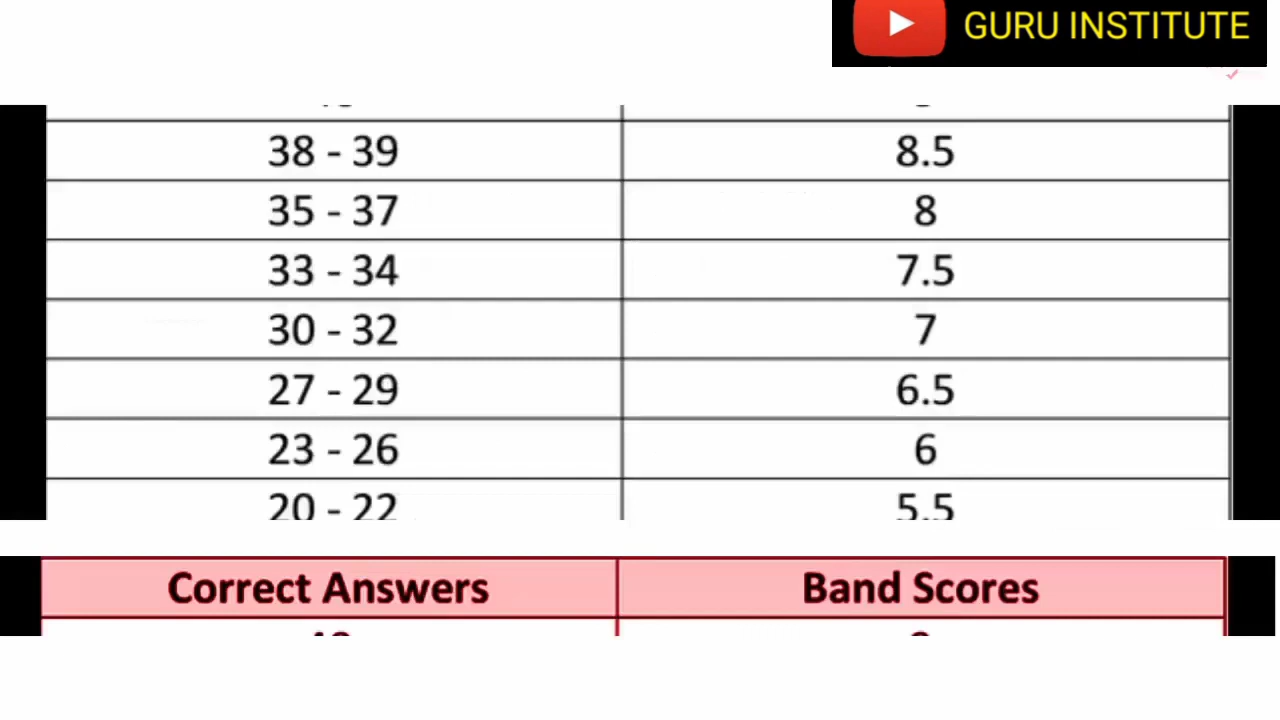 GURU INSTITUTE
38 - 39 8.5
35 - 37 8
33 - 34 7.5
30 - 32 7
27 - 29 6.5
23 - 26 6
20 - 22 5.5
Correct Answers Band Scores